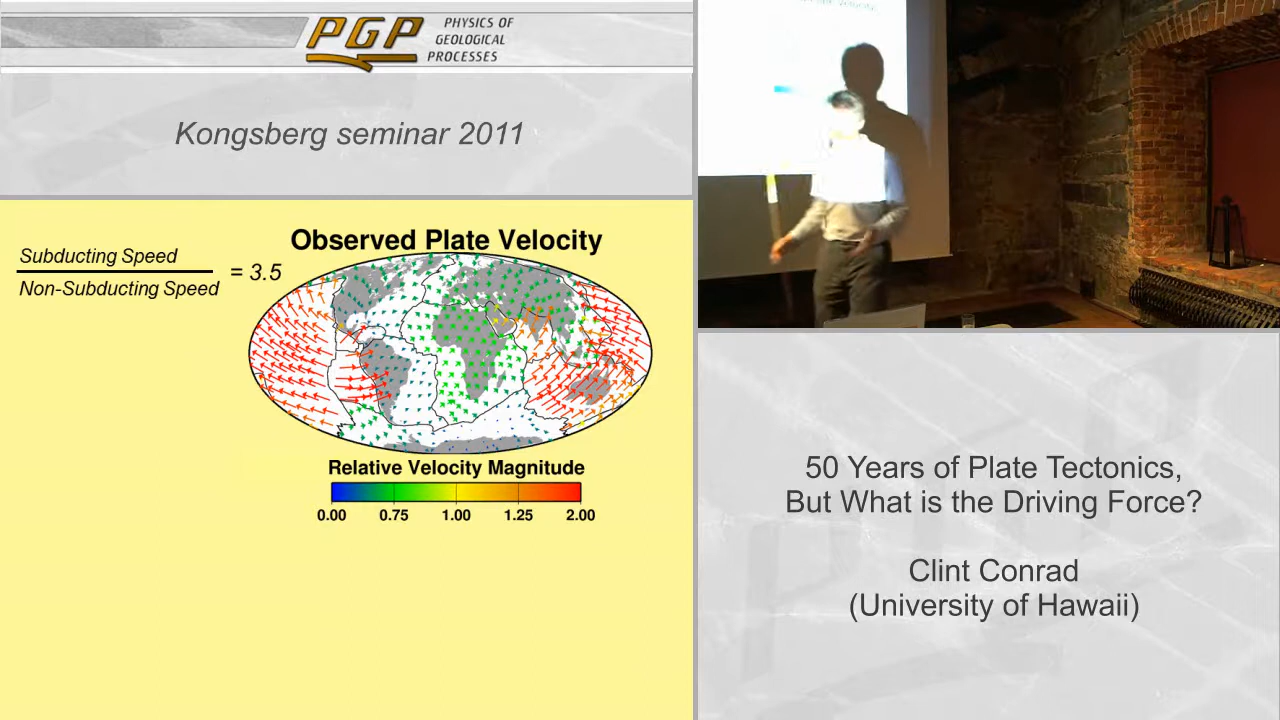 PGP
PHYSICS OF
GEOLOGICAL
PROCESSES
Kongsberg seminar 2011
Observed Plate Velocity
Subducting Speed
Non-Subducting Speed
= 3.5
Relative Velocity Magnitude
0.00 0.75 1.00 1.25 2.00
50 Years of Plate Tectonics,
But What is the Driving Force?
Clint Conrad
(University of Hawaii)